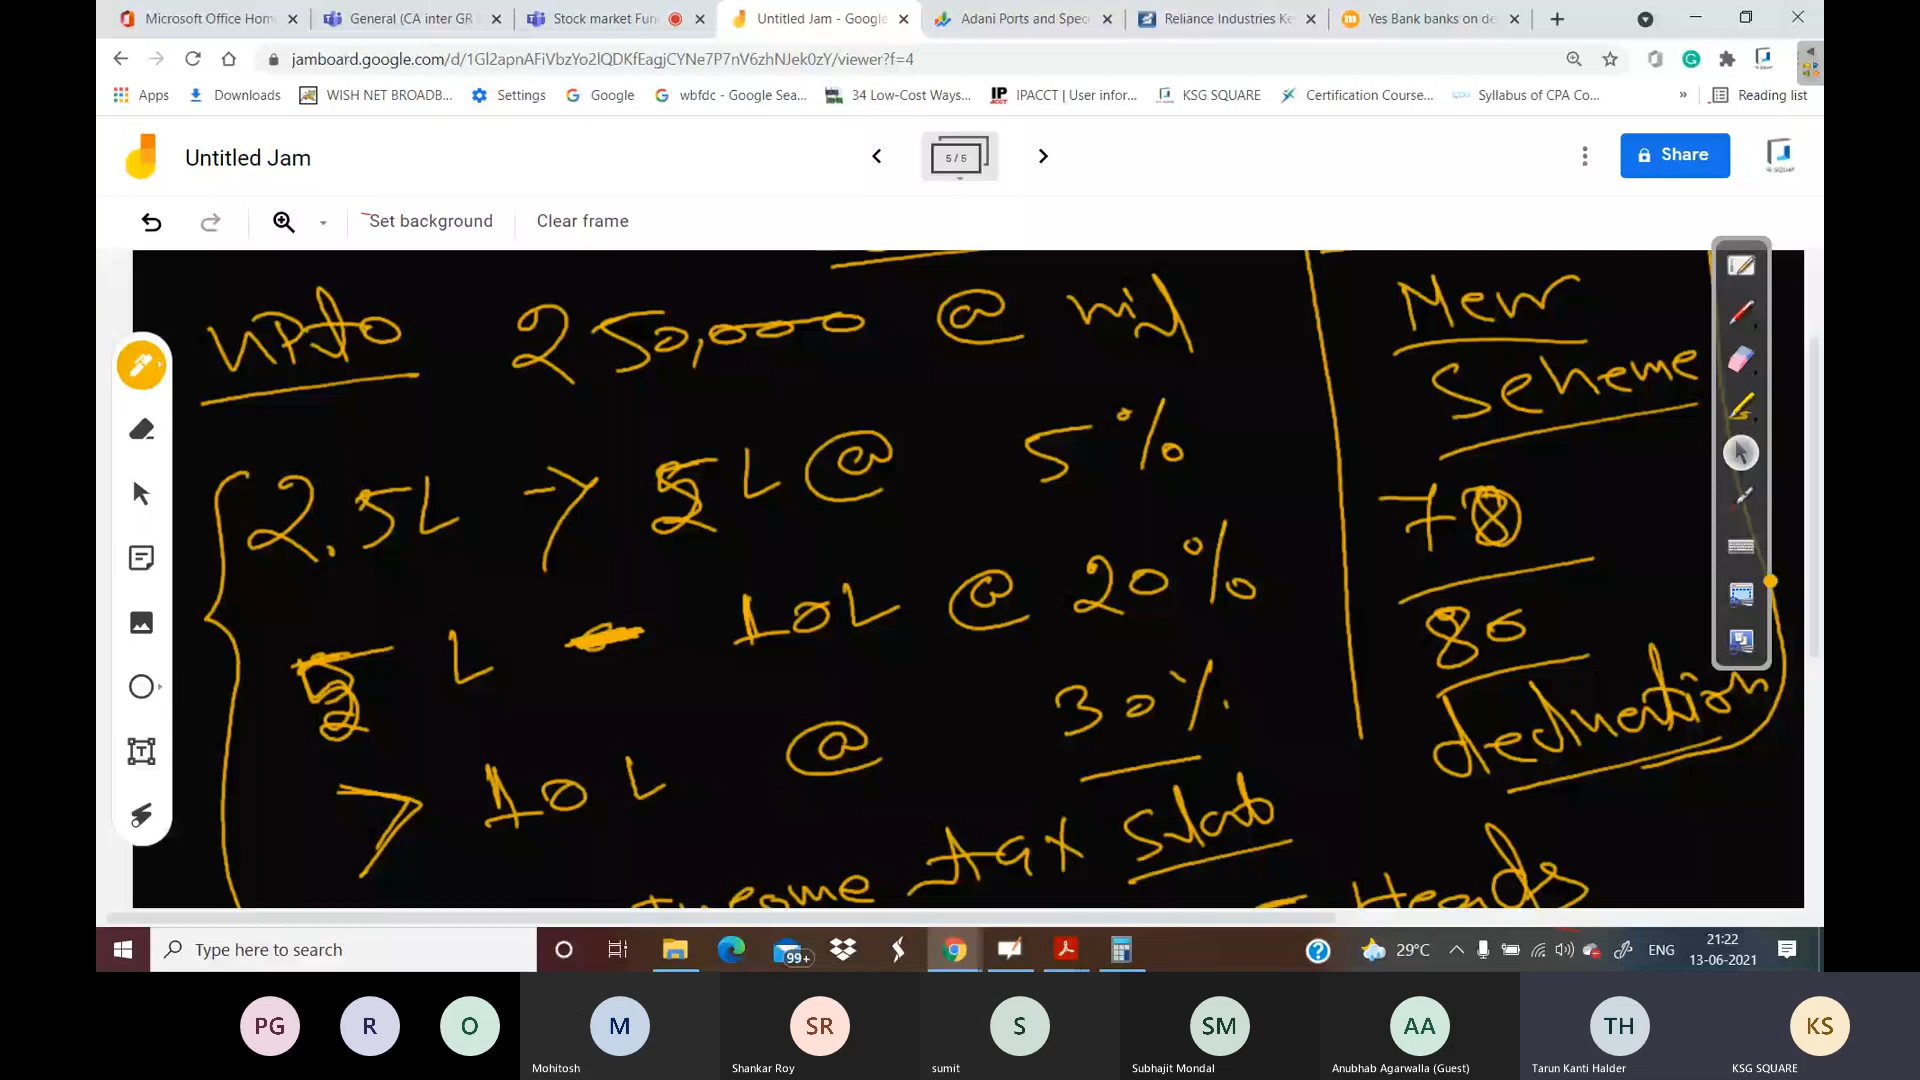 Microsoft Office Hom
General (CA inter GR
Stock market Fun
Untitled Jam - Google
Adani Ports and Spec
Reliance Industries Ke
Yes Bank banks on de
jamboard.google.com/d/1Gl2apnAFiVbzYo2lQDKfEagjCYNe7P7nV6zhNJek0zY/viewer?f=4
Apps
Downloads
WISH NET BROADB...
Settings
Google
wbfdc - Google Sea...
34 Low-Cost Ways...
IPACCT | User infor...
KSG SQUARE
Certification Course...
Syllabus of CPA Co...
»
Reading list
Untitled Jam
5 / 5
Share
Set background
Clear frame
upto 250,000 @ nil
2.5L → 5L @ 5%
5L - 10L @ 20%
> 10L @ 30%
Income Tax Slab
New
Scheme
80
deduction
Heads
Type here to search
99+
29°C
ENG
21:22
13-06-2021
PG
R
O
M
SR
S
SM
AA
TH
KS
Mohitosh
Shankar Roy
sumit
Subhajit Mondal
Anubhab Agarwalla (Guest)
Tarun Kanti Halder
KSG SQUARE